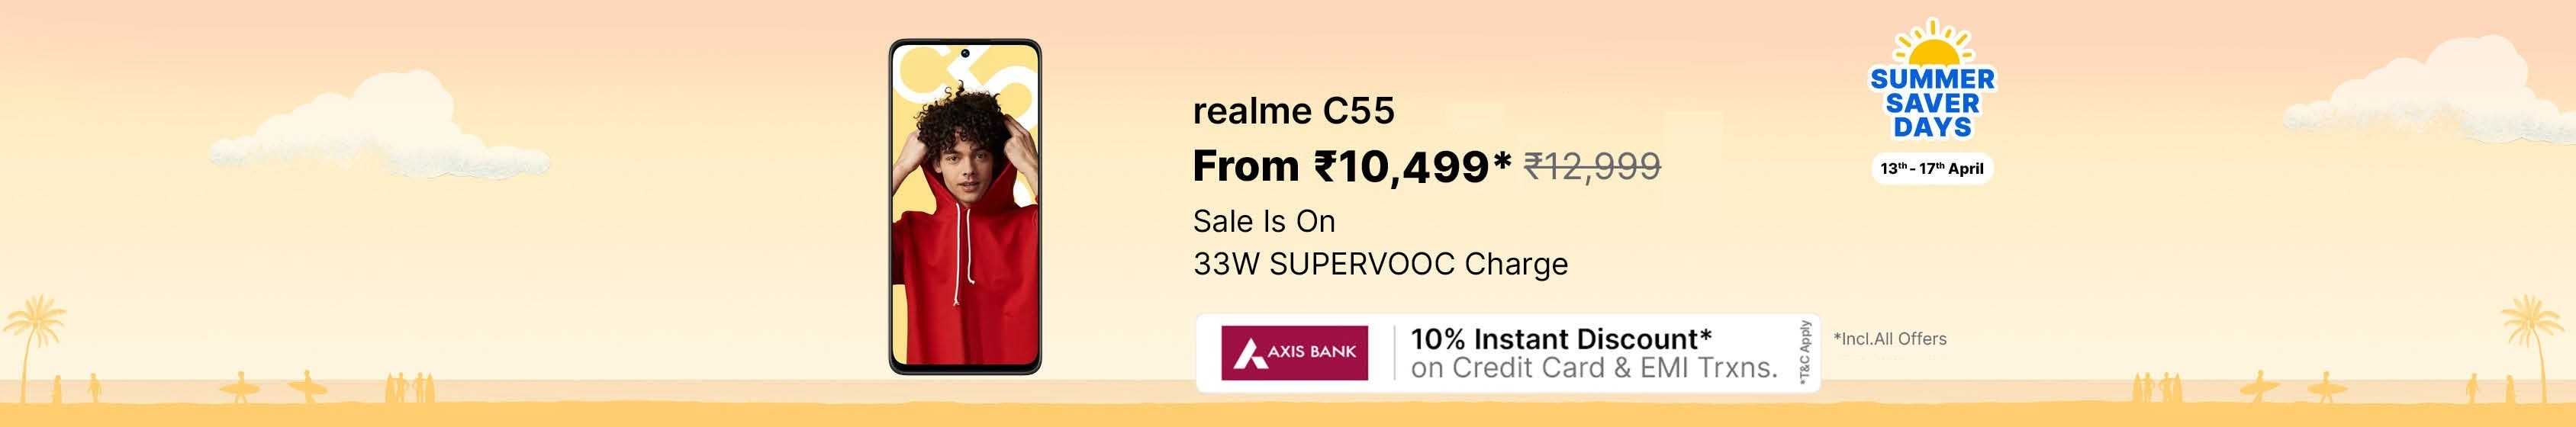 C55
realme C55
From ₹10,499* ₹12,999
Sale Is On
33W SUPERVOOC Charge
AXIS BANK
10% Instant Discount*
on Credit Card & EMI Trxns.
*T&C Apply
*Incl.All Offers
SUMMER
SAVER
DAYS
13th - 17th April